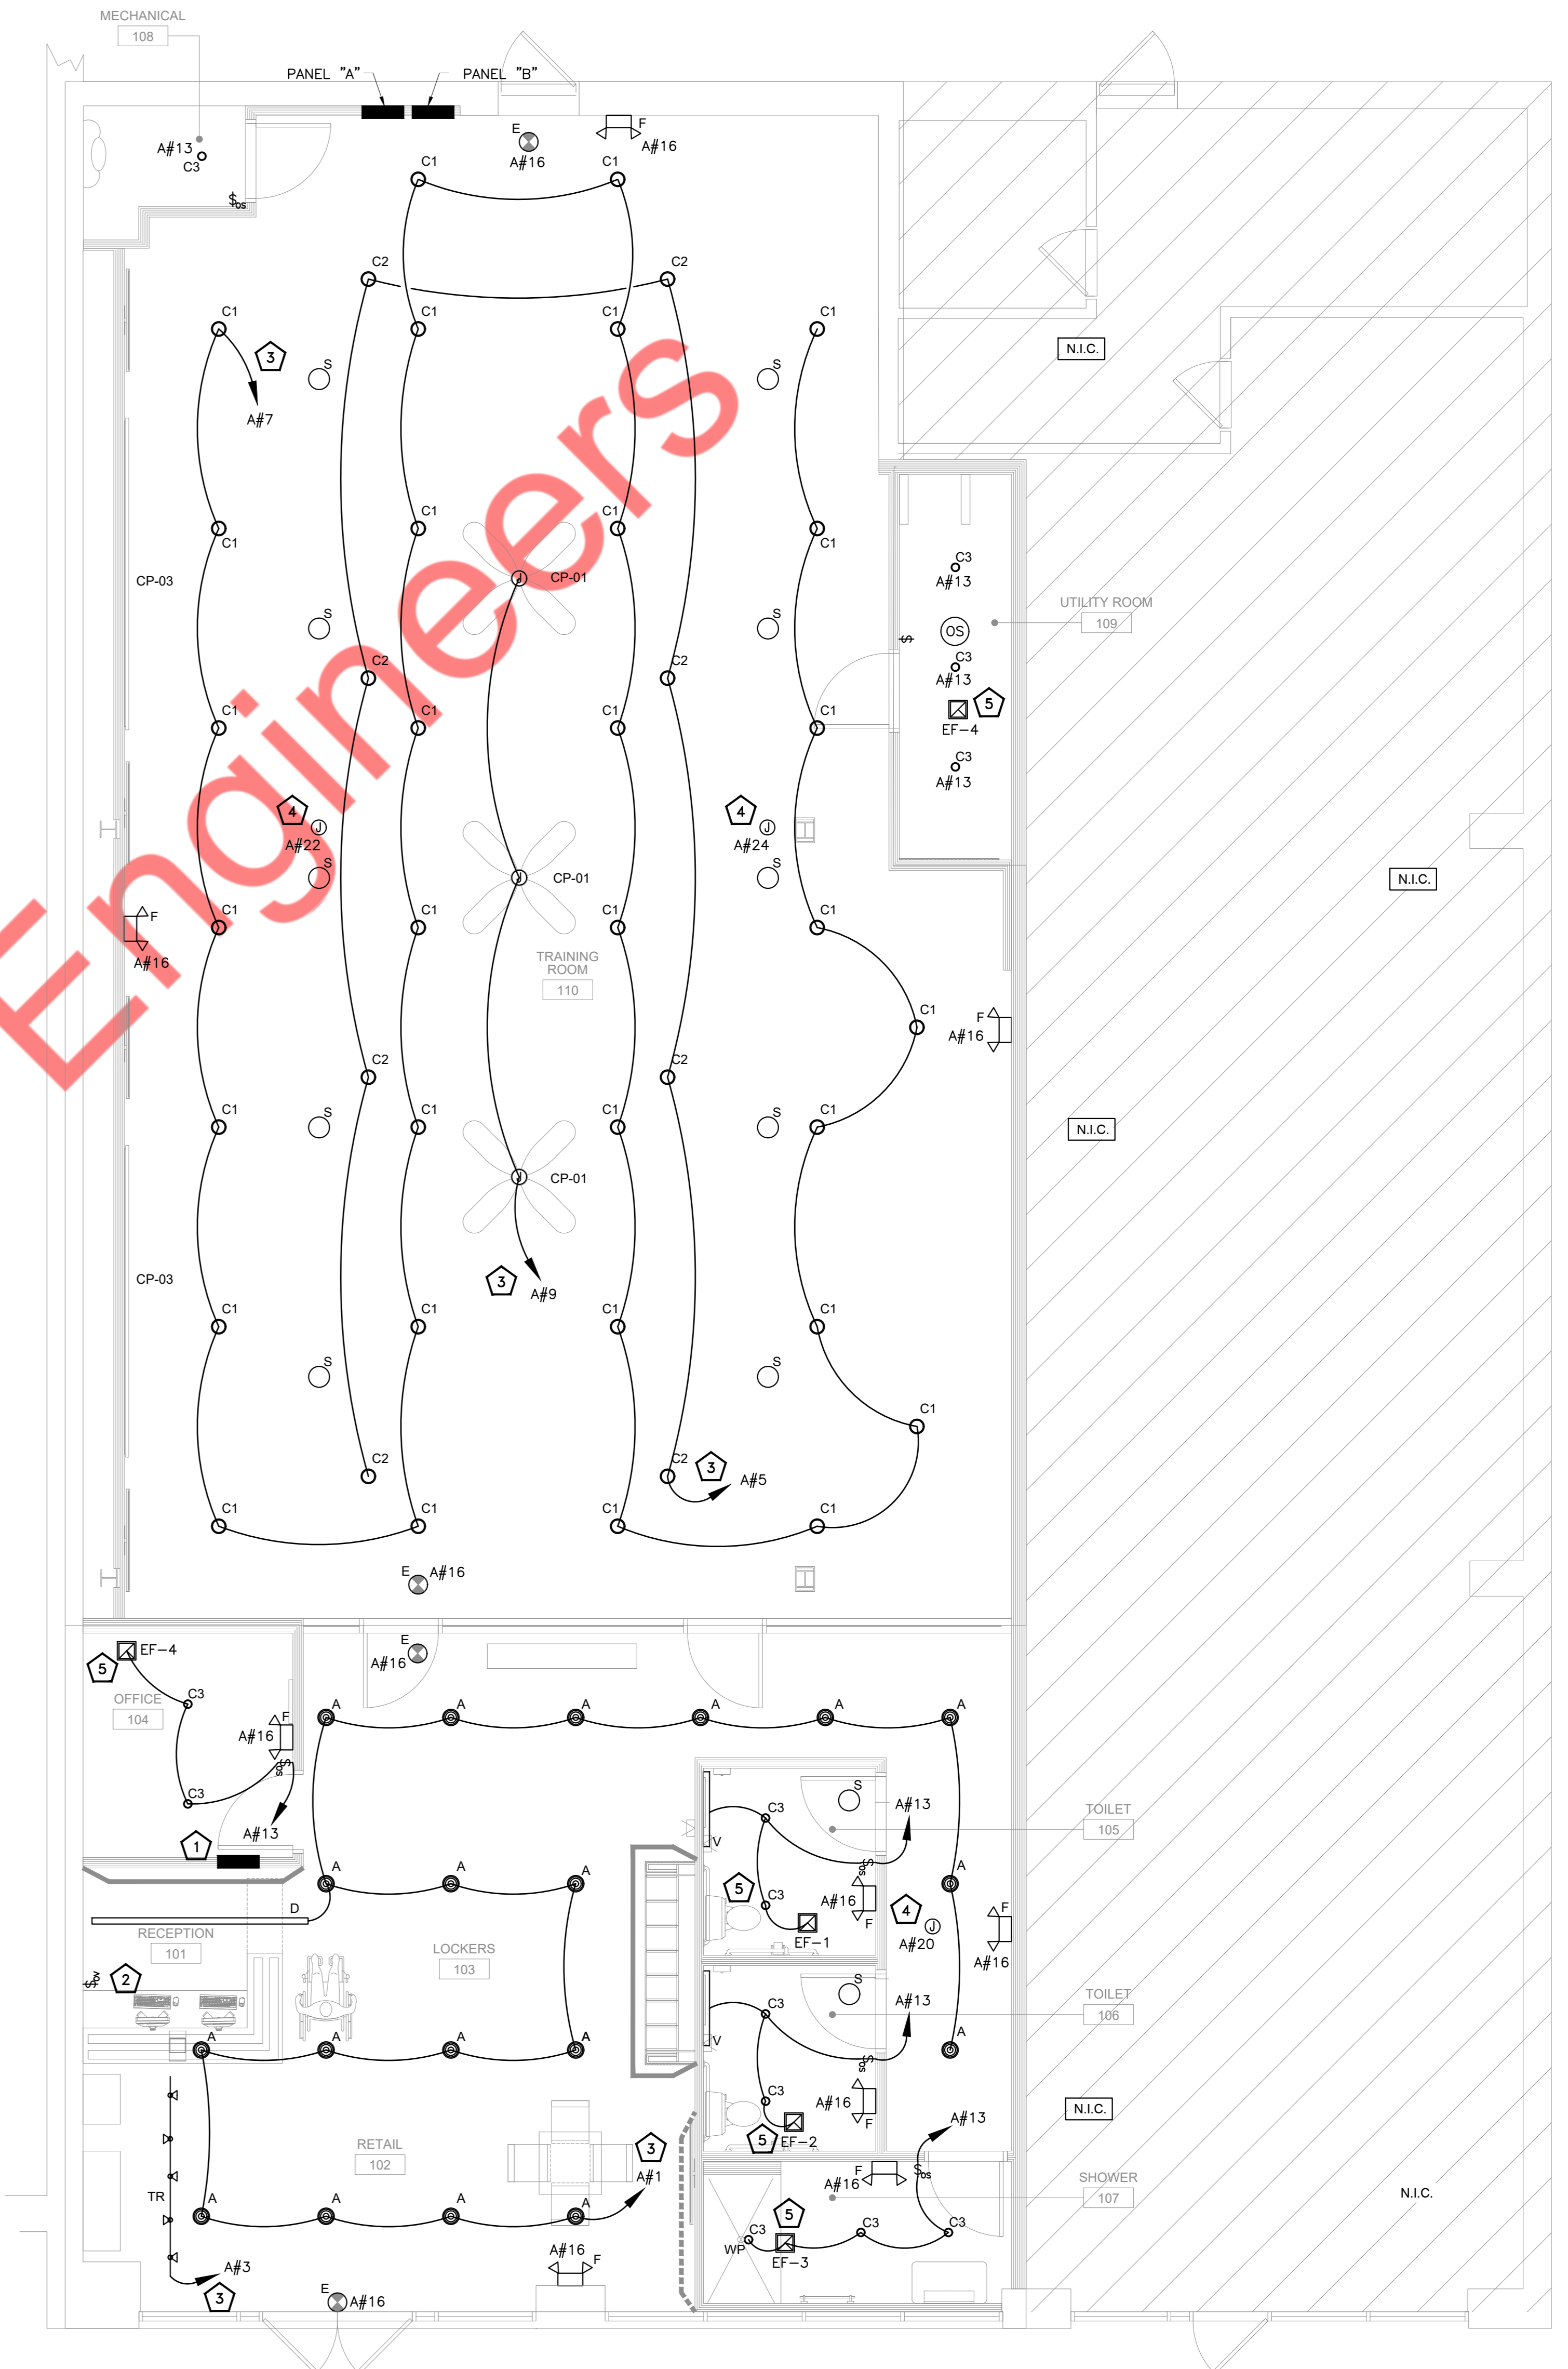 MECHANICAL
108
PANEL "A"
PANEL "B"
A#13
C3
$os
E
A#16
F
A#16
C1
C1
C2
C2
C1
C1
C1
C1
3
A#7
S
S
N.I.C.
C1
C1
C1
C1
CP-03
CP-01
C3
A#13
UTILITY ROOM
109
S
S
$
OS
C2
C2
C3
A#13
5
EF-4
C1
C1
C1
C1
C3
A#13
4
J
A#22
4
J
A#24
S
S
J
CP-01
N.I.C.
F
A#16
C1
C1
C1
C1
TRAINING
ROOM
110
C1
F
A#16
C2
C2
C1
C1
C1
C1
S
S
N.I.C.
J
CP-01
CP-03
3
A#9
C1
C1
C1
C1
S
S
C1
C2
C2
3
A#5
C1
C1
C1
C1
E
A#16
Engineers
EF-4
5
E
A#16
OFFICE
104
C3
A#16
F
$os
C3
A#13
1
A
A
A
A
A
A
S
C3
A#13
TOILET
105
V
A
A
A
A
D
C3
5
$os
A#16
F
EF-1
4
J
A#20
F
A#16
RECEPTION
101
LOCKERS
103
$ov
2
S
C3
A#13
TOILET
106
V
A
A
A
A
A
C3
$os
A#16
F
5
EF-2
A#13
N.I.C.
RETAIL
102
3
A#1
TR
A
A
A
A
F
A#16
$os
SHOWER
107
N.I.C.
5
C3
WP
EF-3
C3
C3
A#3
3
A#16
F
E
A#16